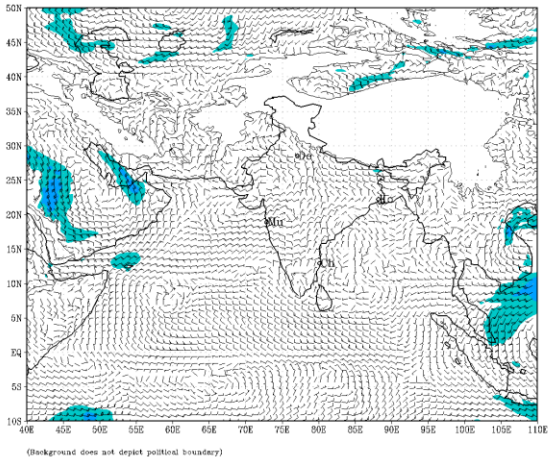 50N
45N
40N
35N
30N
25N
20N
15N
10N
5N
EQ
5S
10S
De
Ko
Mu
Ch
40E 45E 50E 55E 60E 65E 70E 75E 80E 85E 90E 95E 100E 105E 110E
(Background does not depict political boundary)